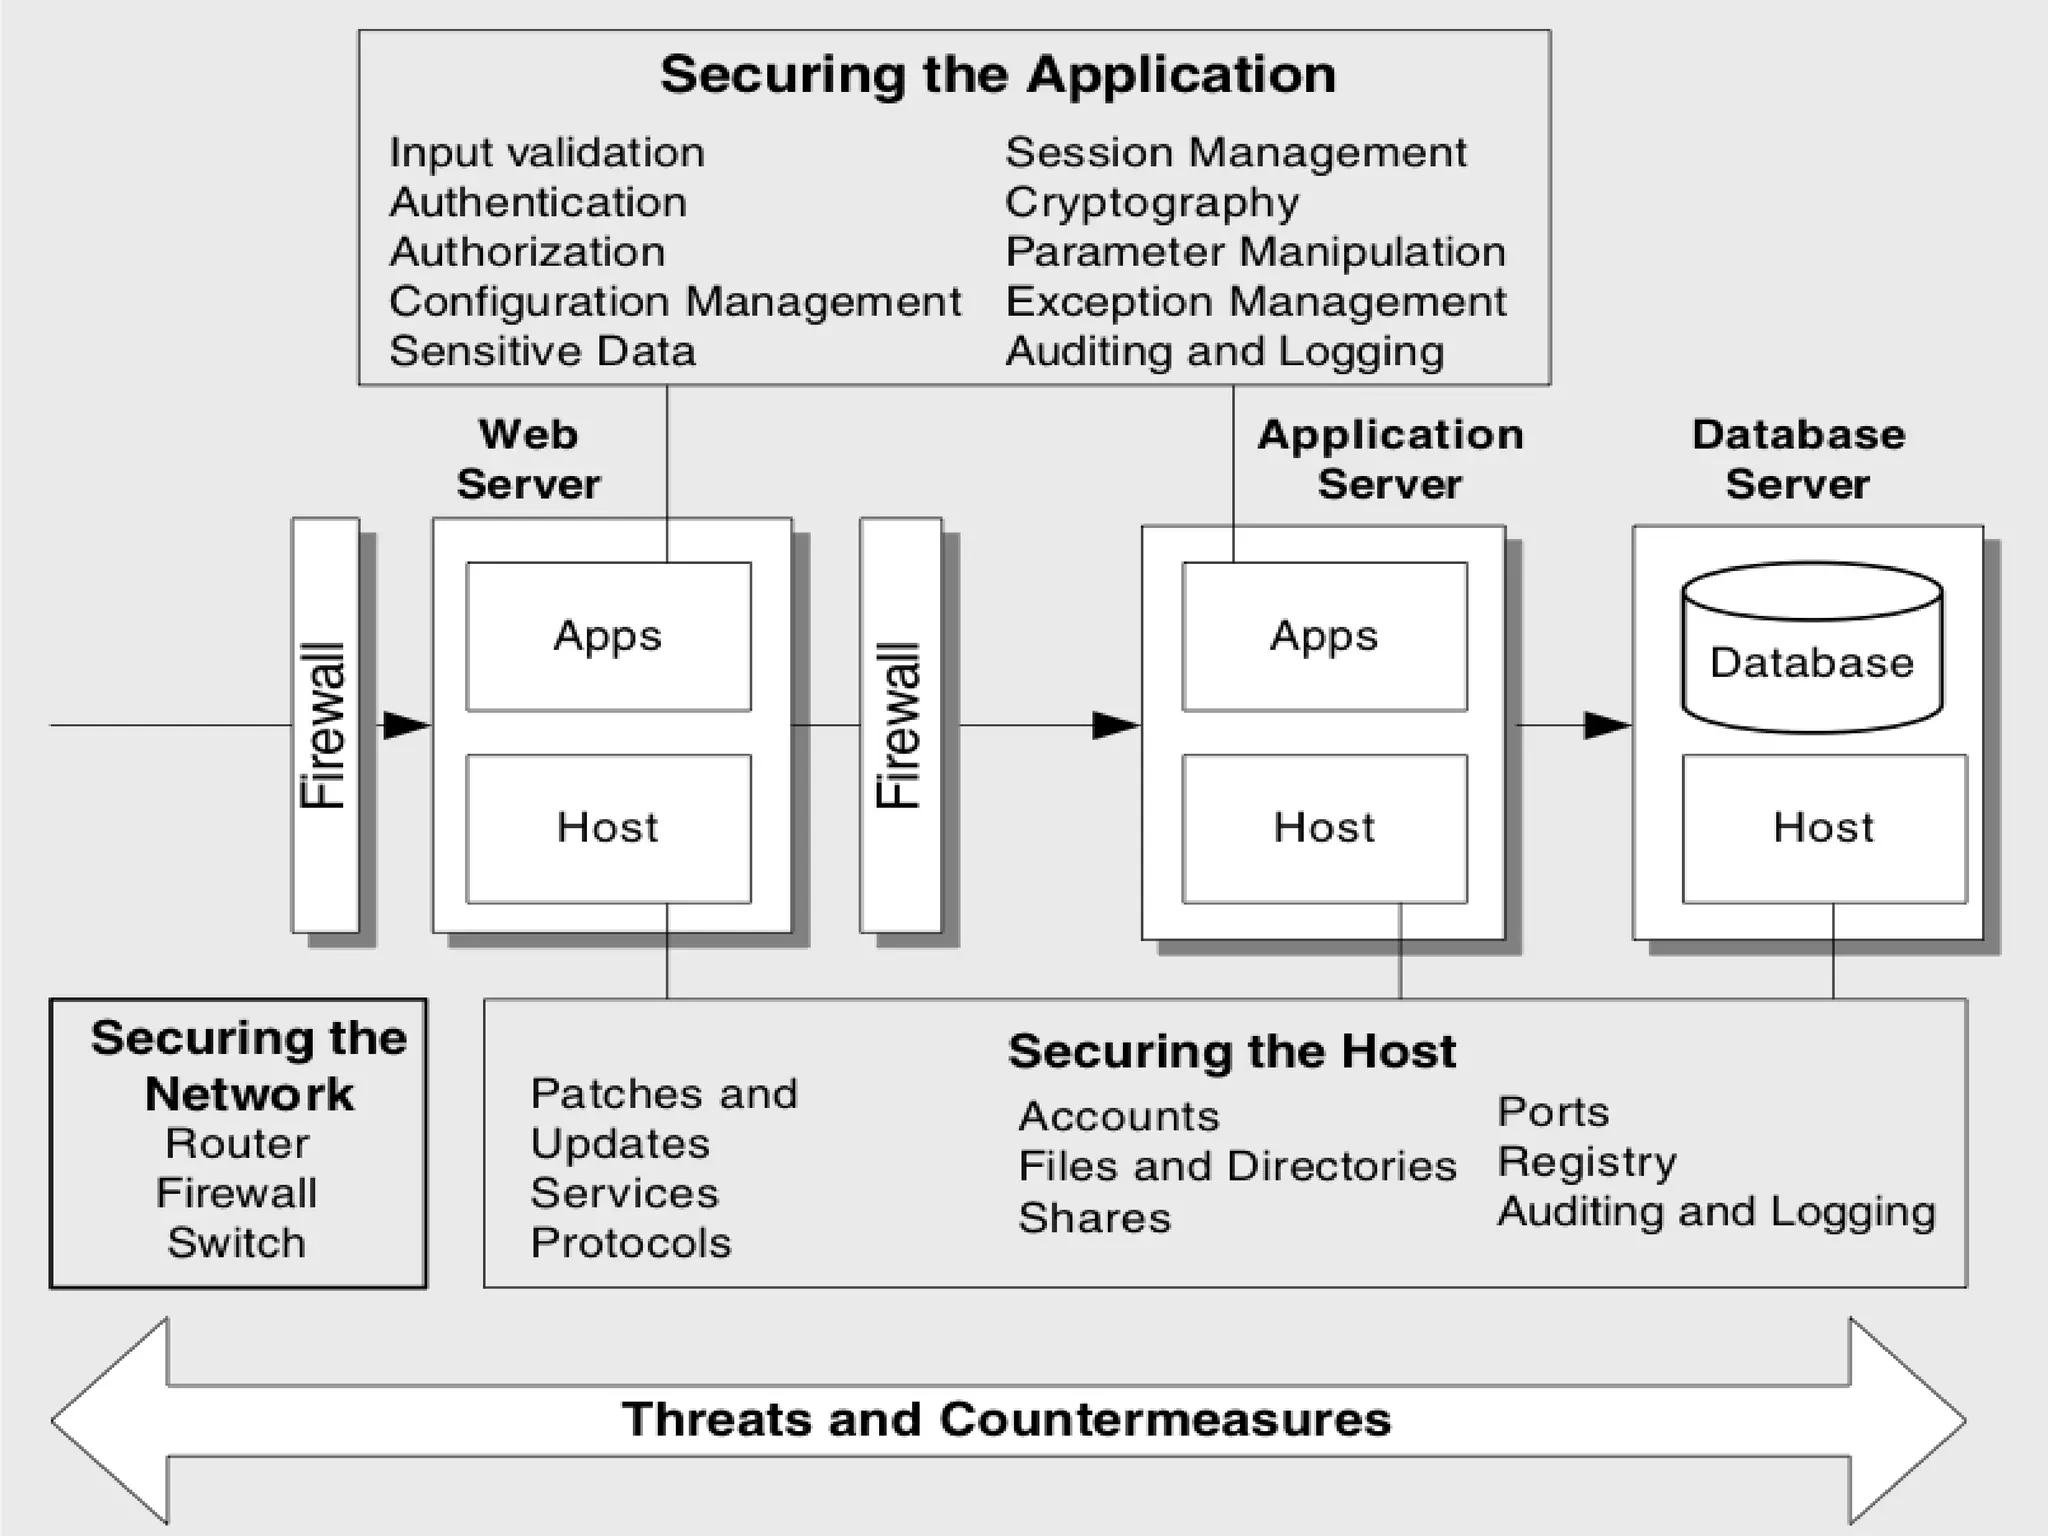 Securing the Application
Input validation
Authentication
Authorization
Configuration Management
Sensitive Data
Session Management
Cryptography
Parameter Manipulation
Exception Management
Auditing and Logging
Web
Server
Application
Server
Database
Server
Firewall
Apps
Host
Firewall
Apps
Host
Database
Host
Securing the
Network
Router
Firewall
Switch
Securing the Host
Patches and
Updates
Services
Protocols
Accounts
Files and Directories
Shares
Ports
Registry
Auditing and Logging
Threats and Countermeasures